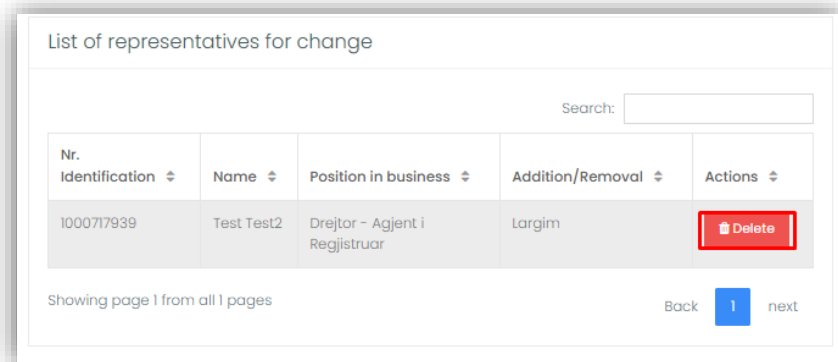 List of representatives for change
Search:
Nr.
Identification Name Position in business Addition/Removal Actions
1000717939 Test Test2 Drejtor - Agjent i Largim Delete
Regjistruar
Showing page 1 from all 1 pages Back 1 next